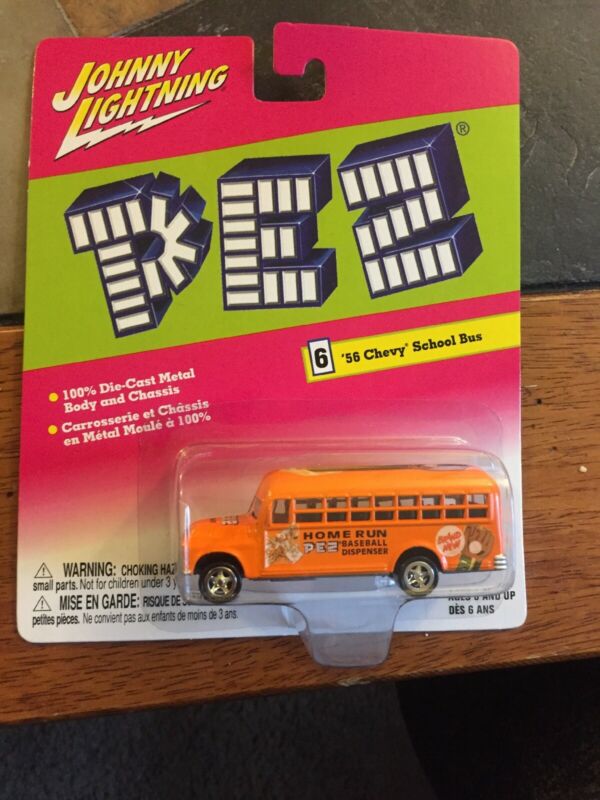 JOHNNY
LIGHTNING
PEZ®
6 '56 Chevy® School Bus
100% Die-Cast Metal
Body and Chassis
Carrosserie et Châssis
en Métal Moulé à 100%
HOME RUN
PEZ® BASEBALL
DISPENSER
BRAND
NEW
WARNING: CHOKING HAZ
small parts. Not for children under 3 y
MISE EN GARDE: RISQUE DE
petites pièces. Ne convient pas aux enfants de moins de 3 ans.
AGES 6 AND UP
DÈS 6 ANS